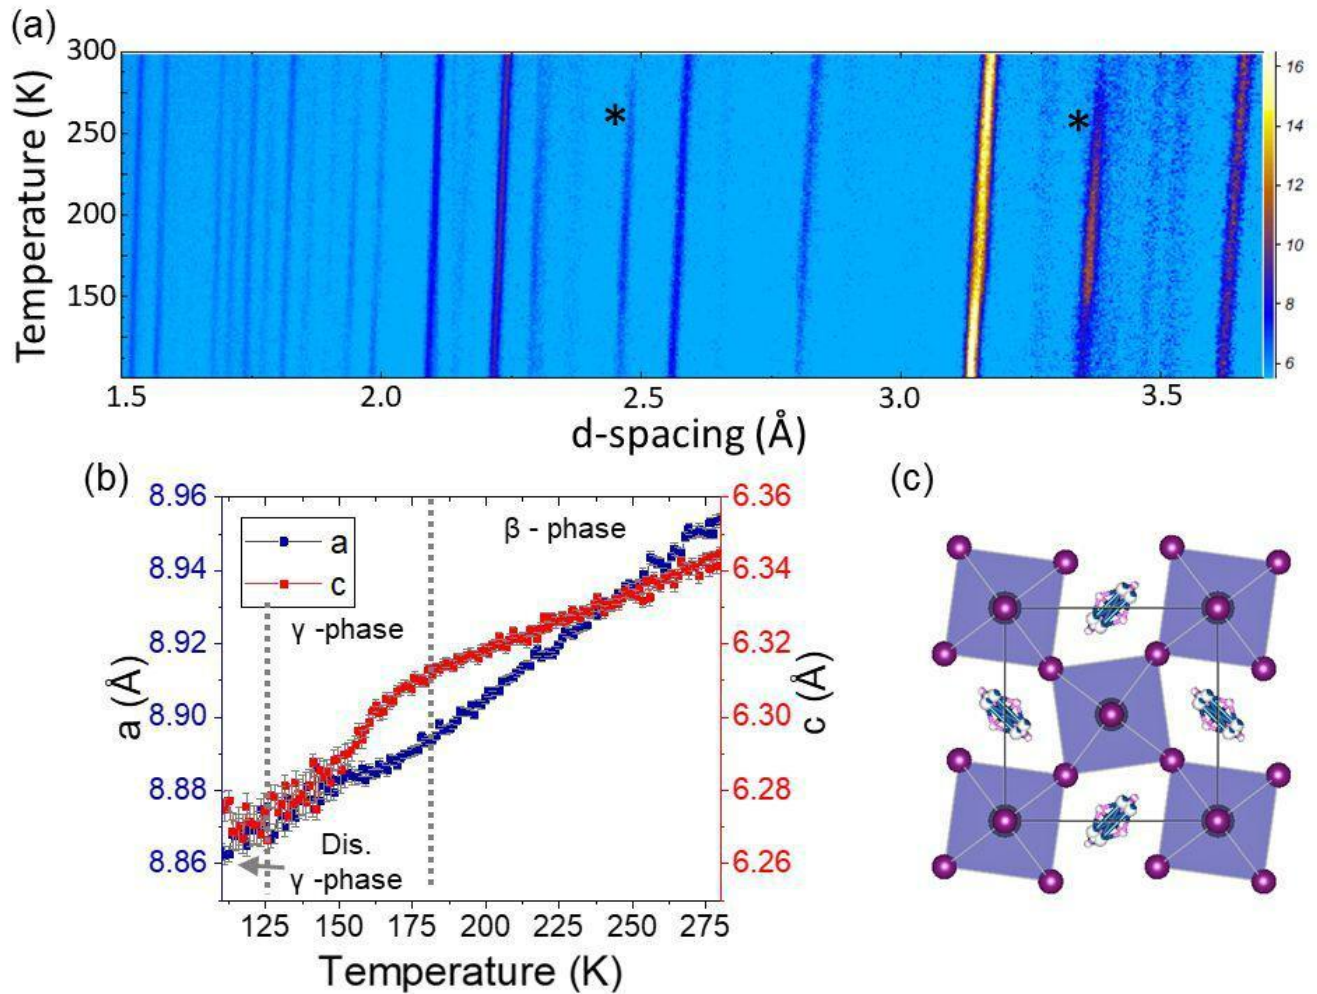 (a)
Temperature (K)
300
250
200
150
*
*
16
14
12
10
8
6
1.5
2.0
2.5
3.0
3.5
d-spacing (Å)
(b)
8.96
8.94
8.92
8.90
8.88
8.86
a (Å)
a
c
β - phase
γ -phase
Dis.
γ -phase
6.36
6.34
6.32
6.30
6.28
6.26
c (Å)
125
150
175
200
225
250
275
Temperature (K)
(c)